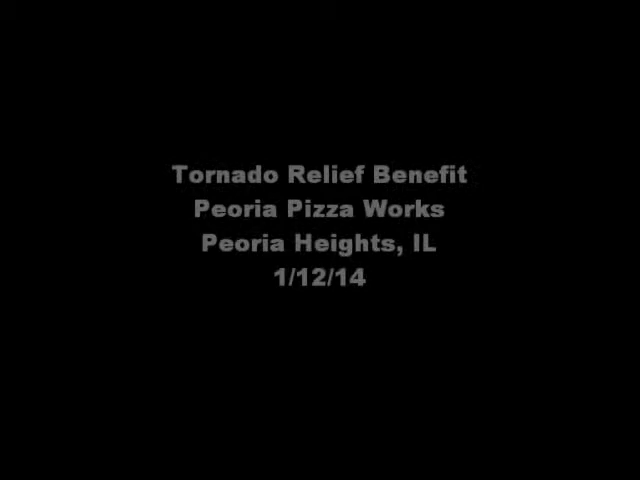 Tornado Relief Benefit
Peoria Pizza Works
Peoria Heights, IL
1/12/14